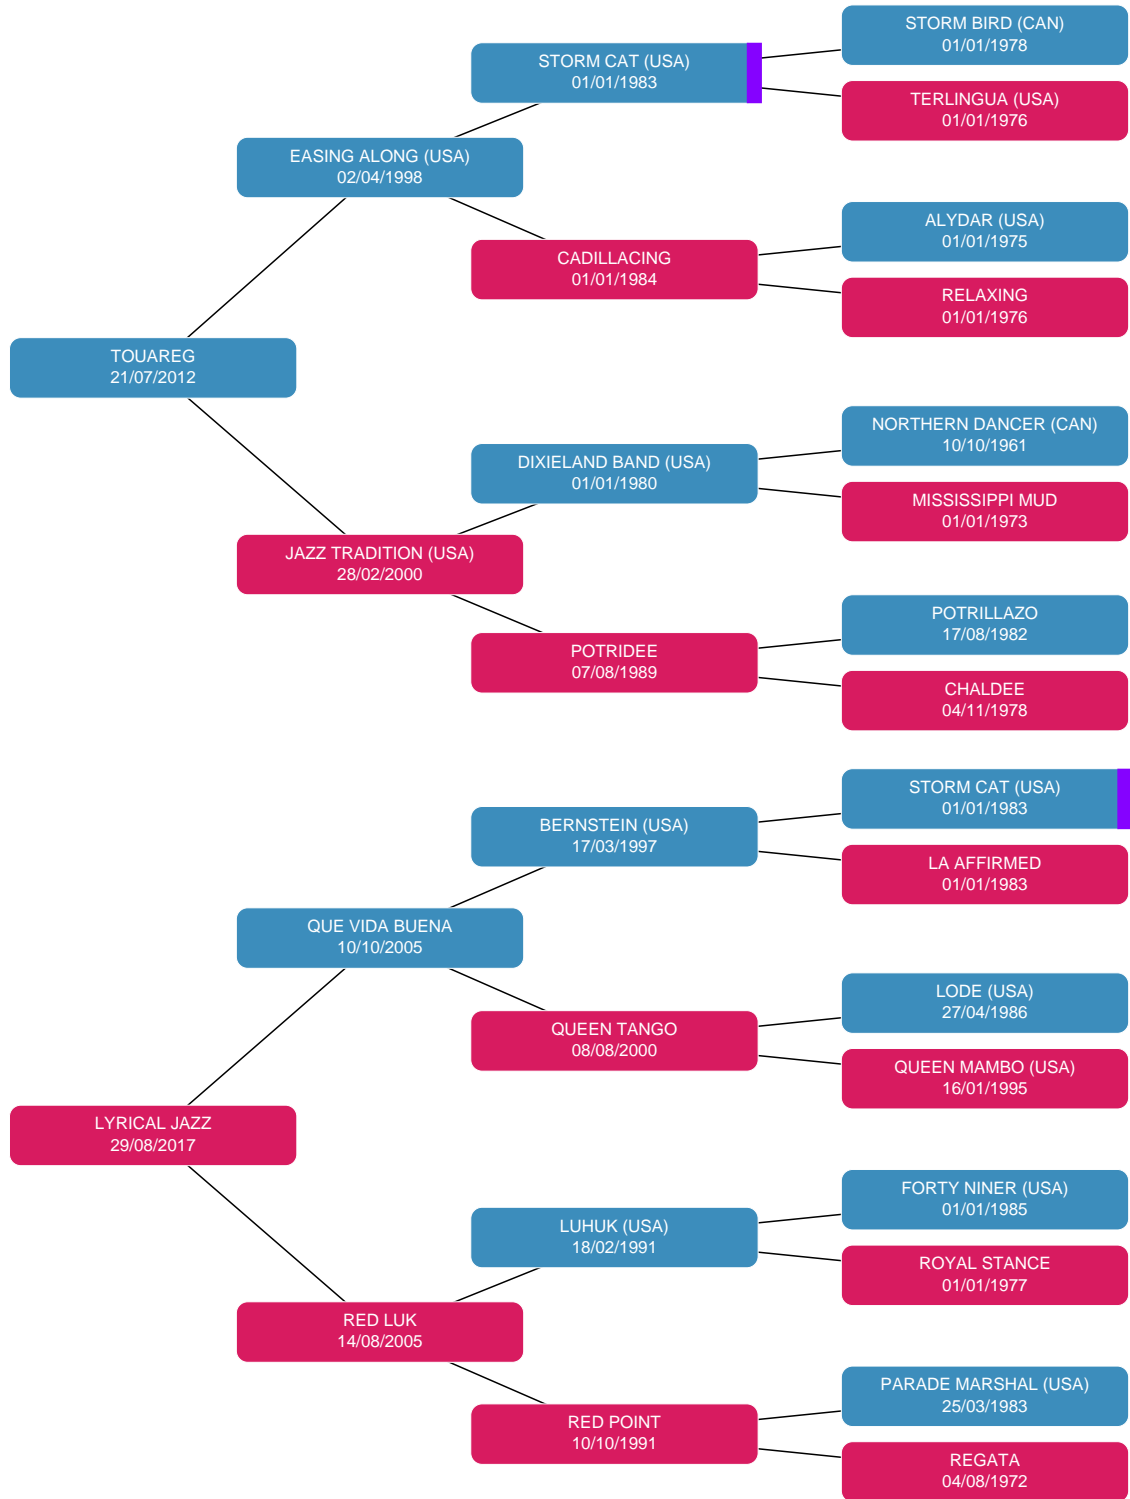 STORM BIRD (CAN)
01/01/1978
STORM CAT (USA)
01/01/1983
TERLINGUA (USA)
01/01/1976
EASING ALONG (USA)
02/04/1998
ALYDAR (USA)
01/01/1975
CADILLACING
01/01/1984
RELAXING
01/01/1976
TOUAREG
21/07/2012
NORTHERN DANCER (CAN)
10/10/1961
DIXIELAND BAND (USA)
01/01/1980
MISSISSIPPI MUD
01/01/1973
JAZZ TRADITION (USA)
28/02/2000
POTRILLAZO
17/08/1982
POTRIDEE
07/08/1989
CHALDEE
04/11/1978
STORM CAT (USA)
01/01/1983
BERNSTEIN (USA)
17/03/1997
LA AFFIRMED
01/01/1983
QUE VIDA BUENA
10/10/2005
LODE (USA)
27/04/1986
QUEEN TANGO
08/08/2000
QUEEN MAMBO (USA)
16/01/1995
LYRICAL JAZZ
29/08/2017
FORTY NINER (USA)
01/01/1985
LUHUK (USA)
18/02/1991
ROYAL STANCE
01/01/1977
RED LUK
14/08/2005
PARADE MARSHAL (USA)
25/03/1983
RED POINT
10/10/1991
REGATA
04/08/1972